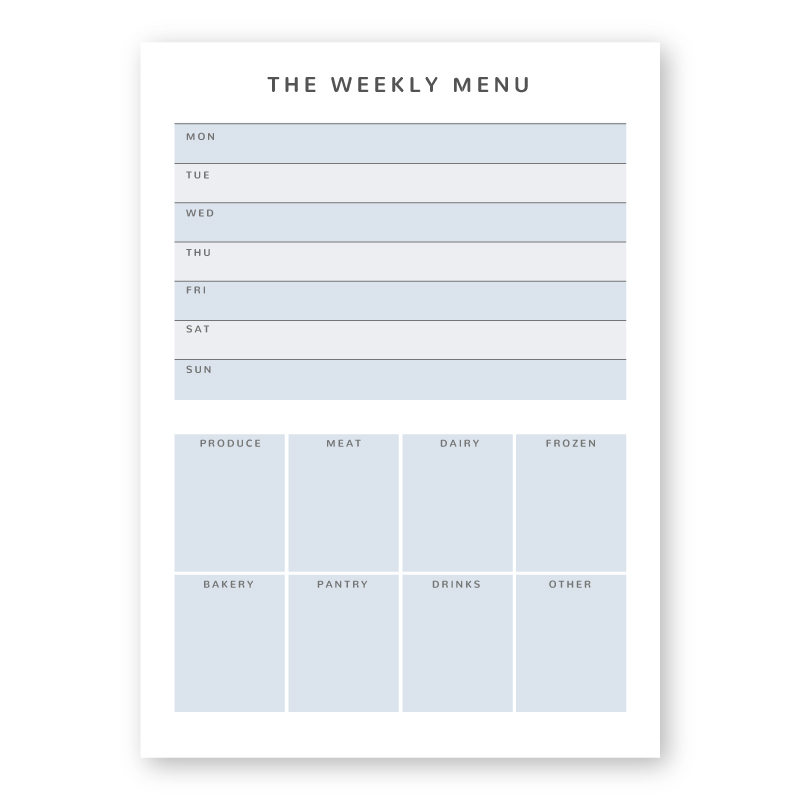 THE WEEKLY MENU
MON
TUE
WED
THU
FRI
SAT
SUN
PRODUCE MEAT DAIRY FROZEN
BAKERY PANTRY DRINKS OTHER